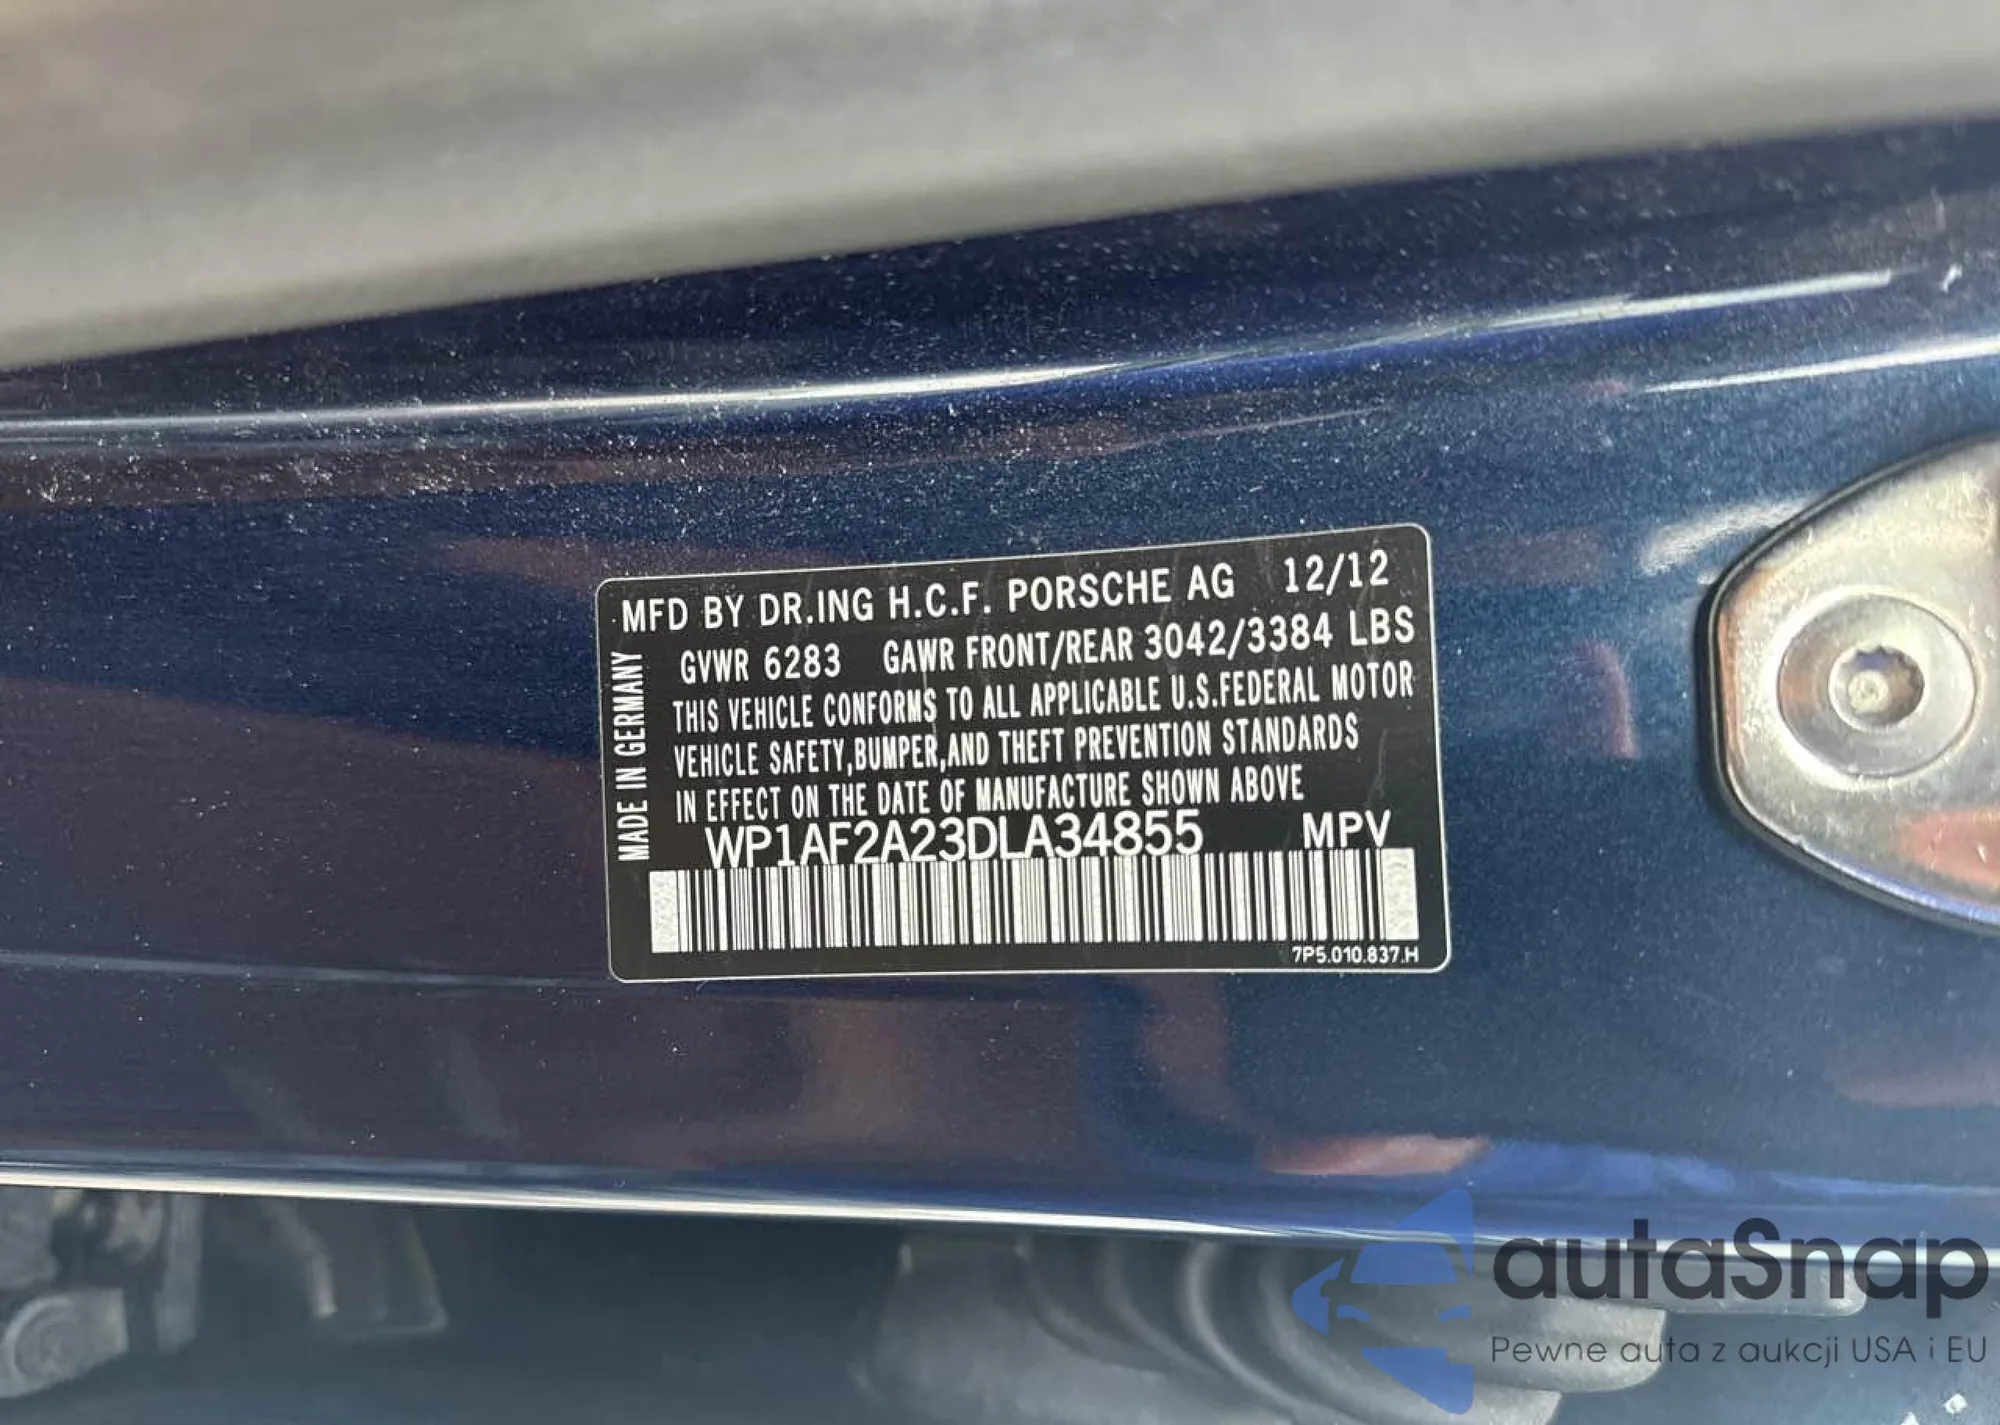 MFD BY DR.ING H.C.F. PORSCHE AG 12/12
GVWR 6283 GAWR FRONT/REAR 3042/3384 LBS
THIS VEHICLE CONFORMS TO ALL APPLICABLE U.S.FEDERAL MOTOR
VEHICLE SAFETY,BUMPER,AND THEFT PREVENTION STANDARDS
IN EFFECT ON THE DATE OF MANUFACTURE SHOWN ABOVE
MADE IN GERMANY
WP1AF2A23DLA34855 MPV
7P5.010.837.H
autaSnap
Pewne auta z aukcji USA i EU